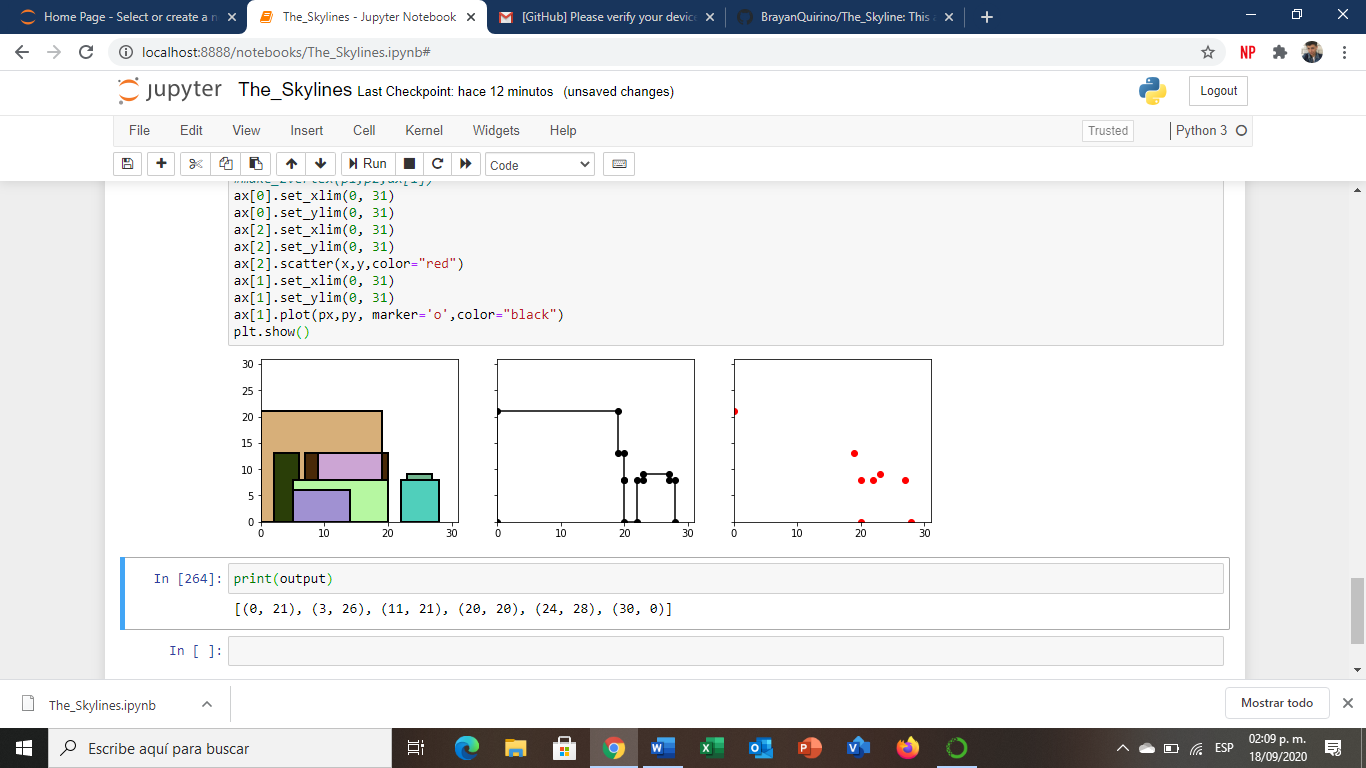 Home Page - Select or create a n
The_Skylines - Jupyter Notebook
[GitHub] Please verify your device
BrayanQuirino/The_Skyline: This
localhost:8888/notebooks/The_Skylines.ipynb#
NP
jupyter The_Skylines Last Checkpoint: hace 12 minutos (unsaved changes)
Logout
File Edit View Insert Cell Kernel Widgets Help
Trusted
Python 3
Run
Code
ax[0].set_xlim(0, 31)
ax[0].set_ylim(0, 31)
ax[2].set_xlim(0, 31)
ax[2].set_ylim(0, 31)
ax[2].scatter(x,y,color="red")
ax[1].set_xlim(0, 31)
ax[1].set_ylim(0, 31)
ax[1].plot(px,py, marker='o',color="black")
plt.show()
30
25
20
15
10
5
0
0 10 20 30
0 10 20 30
0 10 20 30
In [264]: print(output)
[(0, 21), (3, 26), (11, 21), (20, 20), (24, 28), (30, 0)]
In [ ]:
The_Skylines.ipynb
Mostrar todo
Escribe aquí para buscar
ESP
02:09 p. m.
18/09/2020